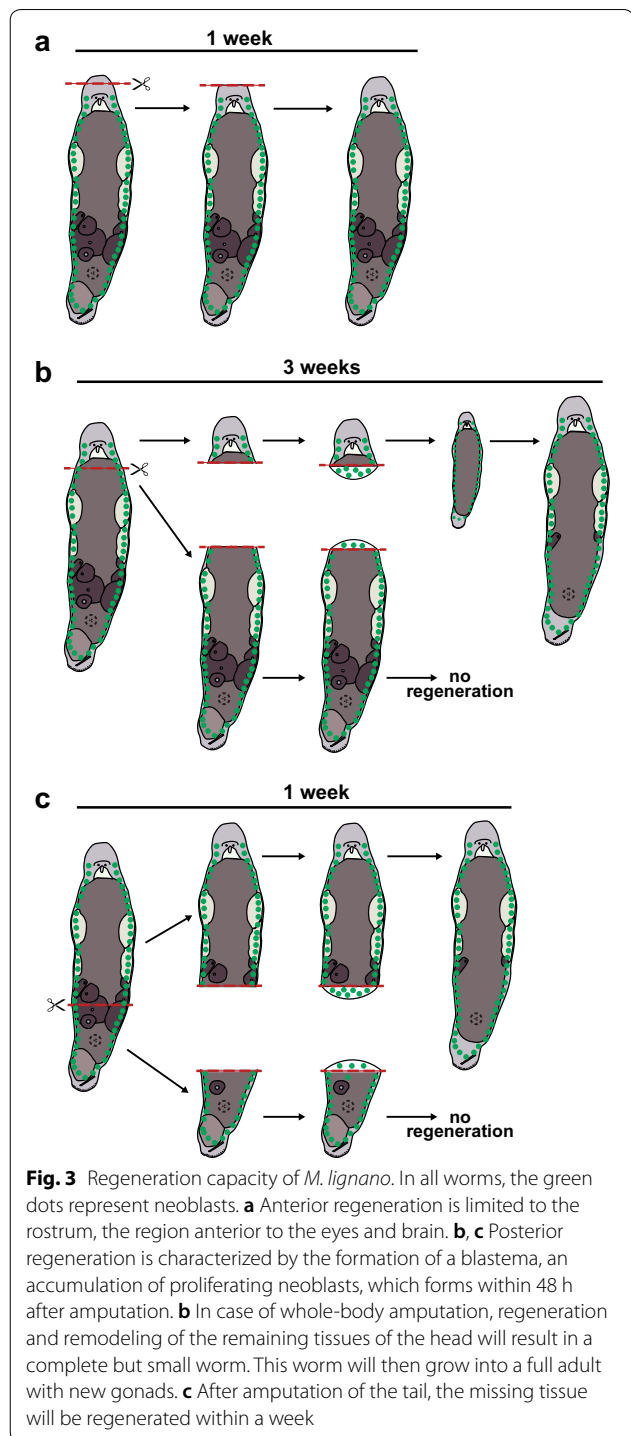 a
1 week
b
3 weeks
no
regeneration
c
1 week
no
regeneration
Fig. 3 Regeneration capacity of M. lignano. In all worms, the green
dots represent neoblasts. a Anterior regeneration is limited to the
rostrum, the region anterior to the eyes and brain. b, c Posterior
regeneration is characterized by the formation of a blastema, an
accumulation of proliferating neoblasts, which forms within 48 h
after amputation. b In case of whole-body amputation, regeneration
and remodeling of the remaining tissues of the head will result in a
complete but small worm. This worm will then grow into a full adult
with new gonads. c After amputation of the tail, the missing tissue
will be regenerated within a week